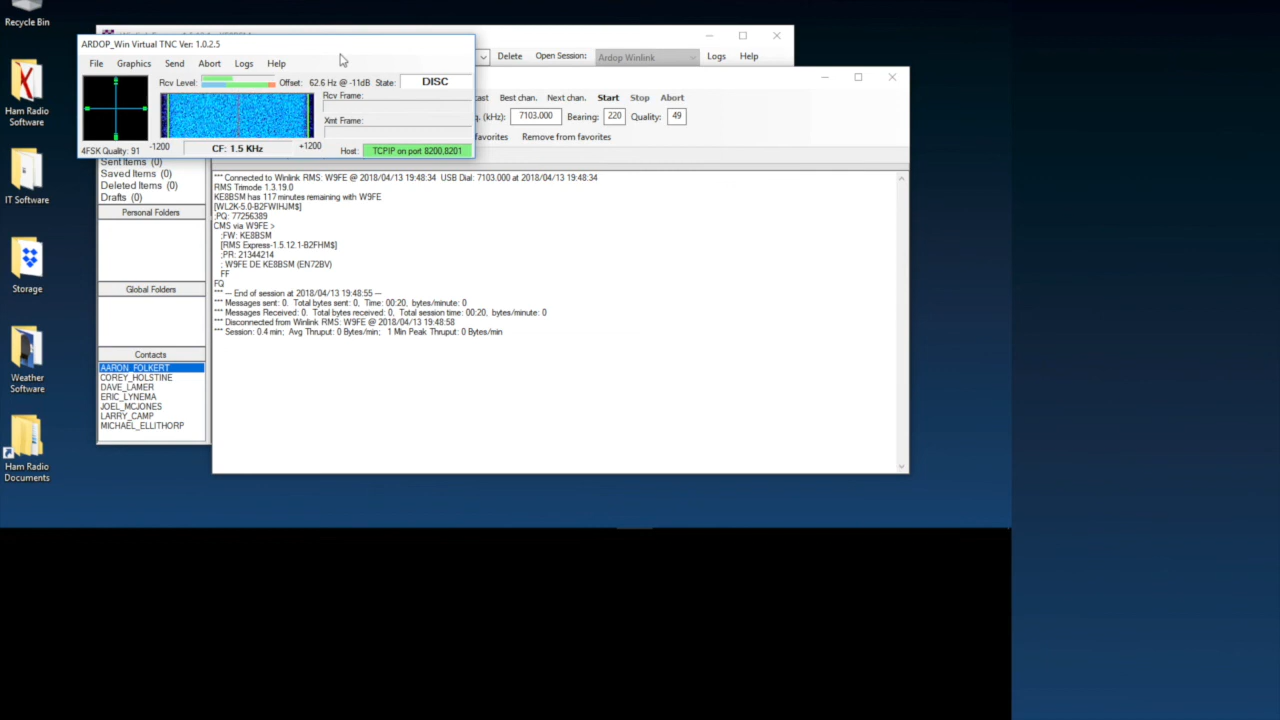 Recycle Bin
Ham Radio
Software
IT Software
Storage
Weather
Software
Ham Radio
Documents
ARDOP_Win Virtual TNC Ver: 1.0.2.5
File Graphics Send Abort Logs Help
Rcv Level: Offset: 62.6 Hz @ -11dB State: DISC
Rcv Frame:
Xmt Frame:
4FSK Quality: 91 -1200 CF: 1.5 KHz +1200 Host: TCPIP on port 8200,8201
Delete Open Session: Ardop Winlink Logs Help
Best chan. Next chan. Start Stop Abort
7103.000 Bearing: 220 Quality: 49
favorites Remove from favorites
Sent Items (0)
Saved Items (0)
Deleted Items (0)
Drafts (0)
Personal Folders
Global Folders
Contacts
AARON_FOLKERT
COREY_HOLSTINE
DAVE_LAMER
ERIC_LYNEMA
JOEL_MCJONES
LARRY_CAMP
MICHAEL_ELLITHORP
*** Connected to Winlink RMS: W9FE @ 2018/04/13 19:48:34 USB Dial: 7103.000 at 2018/04/13 19:48:34
RMS Trimode 1.3.19.0
KE8BSM has 117 minutes remaining with W9FE
[WL2K-5.0-B2FWIHJM$]
;PQ: 77256389
CMS via W9FE >
;FW: KE8BSM
[RMS Express-1.5.12.1-B2FHM$]
;PR: 21344214
; W9FE DE KE8BSM (EN72BV)
FF
FQ
*** --- End of session at 2018/04/13 19:48:55 ---
*** Messages sent: 0. Total bytes sent: 0, Time: 00:20, bytes/minute: 0
*** Messages Received: 0. Total bytes received: 0, Total session time: 00:20, bytes/minute: 0
*** Disconnected from Winlink RMS: W9FE @ 2018/04/13 19:48:58
*** Session: 0.4 min; Avg Thruput: 0 Bytes/min; 1 Min Peak Thruput: 0 Bytes/min